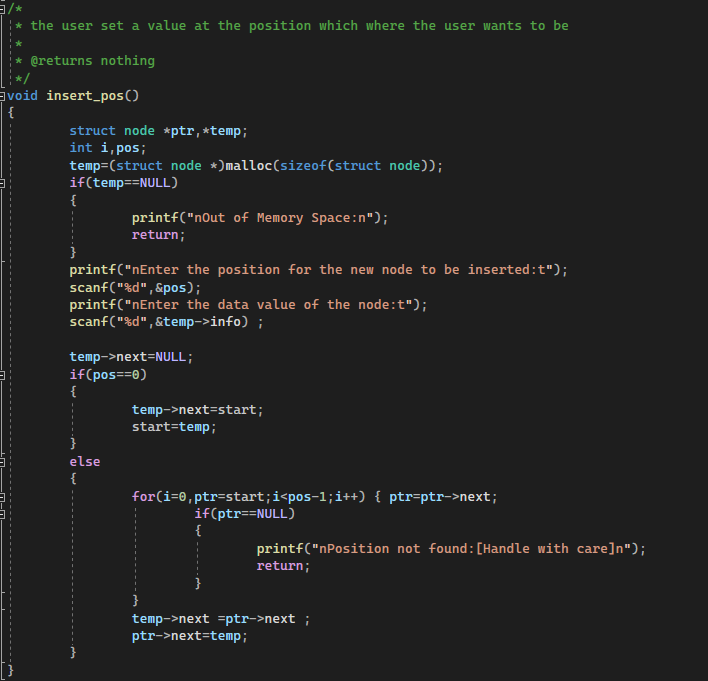 /*
* the user set a value at the position which where the user wants to be
*
* @returns nothing
*/
void insert_pos()
{
struct node *ptr,*temp;
int i,pos;
temp=(struct node *)malloc(sizeof(struct node));
if(temp==NULL)
{
printf("nOut of Memory Space:n");
return;
}
printf("nEnter the position for the new node to be inserted:t");
scanf("%d",&pos);
printf("nEnter the data value of the node:t");
scanf("%d",&temp->info) ;
temp->next=NULL;
if(pos==0)
{
temp->next=start;
start=temp;
}
else
{
for(i=0,ptr=start;i<pos-1;i++) { ptr=ptr->next;
if(ptr==NULL)
{
printf("nPosition not found:[Handle with care]n");
return;
}
}
temp->next =ptr->next ;
ptr->next=temp;
}
}